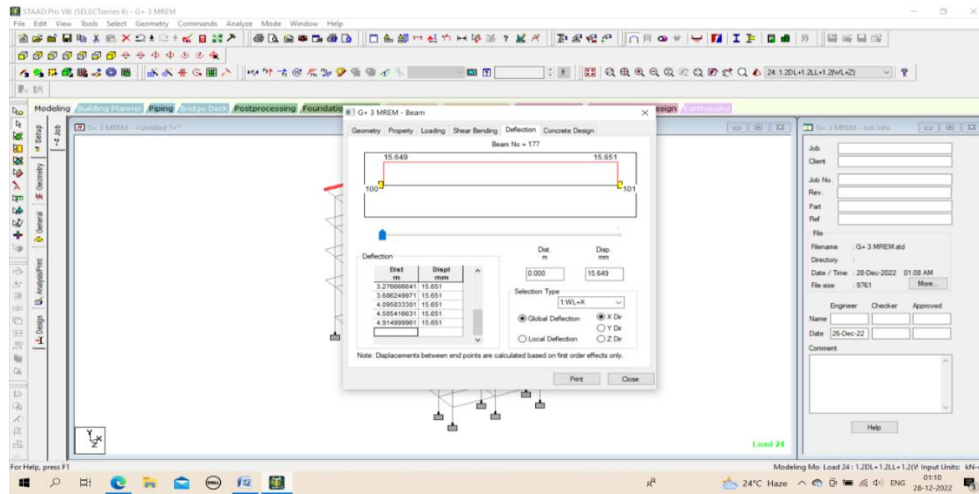 STAAD.Pro V8i (SELECTseries 6) - G+ 3 MREM
File Edit View Tools Select Geometry Commands Analyze Mode Window Help
24: 1.2DL+1.2LL+1.2(WL+Z)
Modeling Building Planner Piping Bridge Deck Postprocessing Foundation
esign Earthquake
G+ 3 MREM - Beam
Geometry Property Loading Shear Bending Deflection Concrete Design
Beam No = 177
15.649 15.651
100 101
Deflection
Dist m Displ mm
3.276666641 15.651
3.686249971 15.651
4.095833301 15.651
4.505416631 15.651
4.914999961 15.651
Dist. m Disp. mm
0.000 15.649
Selection Type
1:WL+X
Global Deflection
Local Deflection
X Dir
Y Dir
Z Dir
Note: Displacements between end points are calculated based on first order effects only.
Print Close
Setup
Job
Geometry
General
Analysis/Print
Design
Y
X
Z
Load 24
G+ 3 MREM - Job Info
Job
Client
Job No.
Rev.
Part
Ref
File
Filename : G+ 3 MREM.std
Directory :
Date / Time : 28-Dec-2022 01:08 AM
File size : 9761 More...
Engineer Checker Approved
Name
Date 26-Dec-22
Comment
Help
For Help, press F1
Modeling Mo Load 24 : 1.2DL+1.2LL+1.2(V Input Units: kN-
24°C Haze
ENG
01:10
28-12-2022